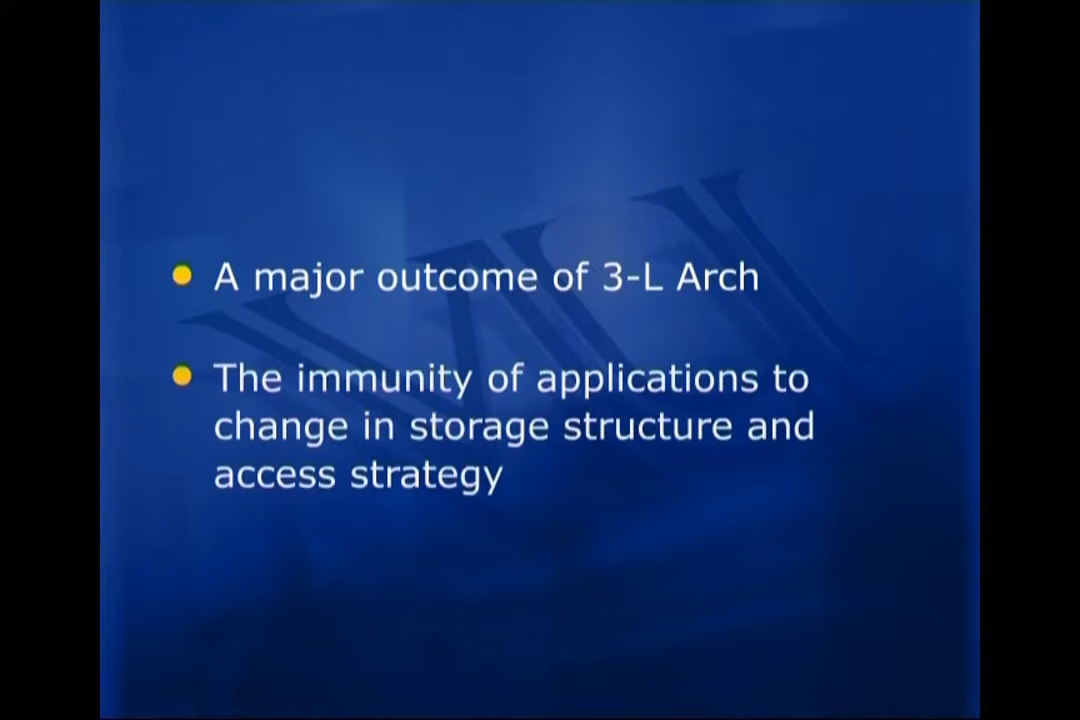 A major outcome of 3-L Arch
The immunity of applications to
change in storage structure and
access strategy